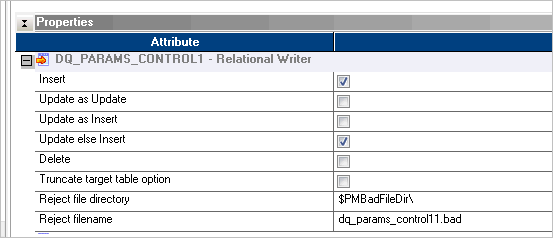 Properties
Attribute
DQ_PARAMS_CONTROL1 - Relational Writer
Insert
Update as Update
Update as Insert
Update else Insert
Delete
Truncate target table option
Reject file directory $PMBadFileDir\
Reject filename dq_params_control11.bad